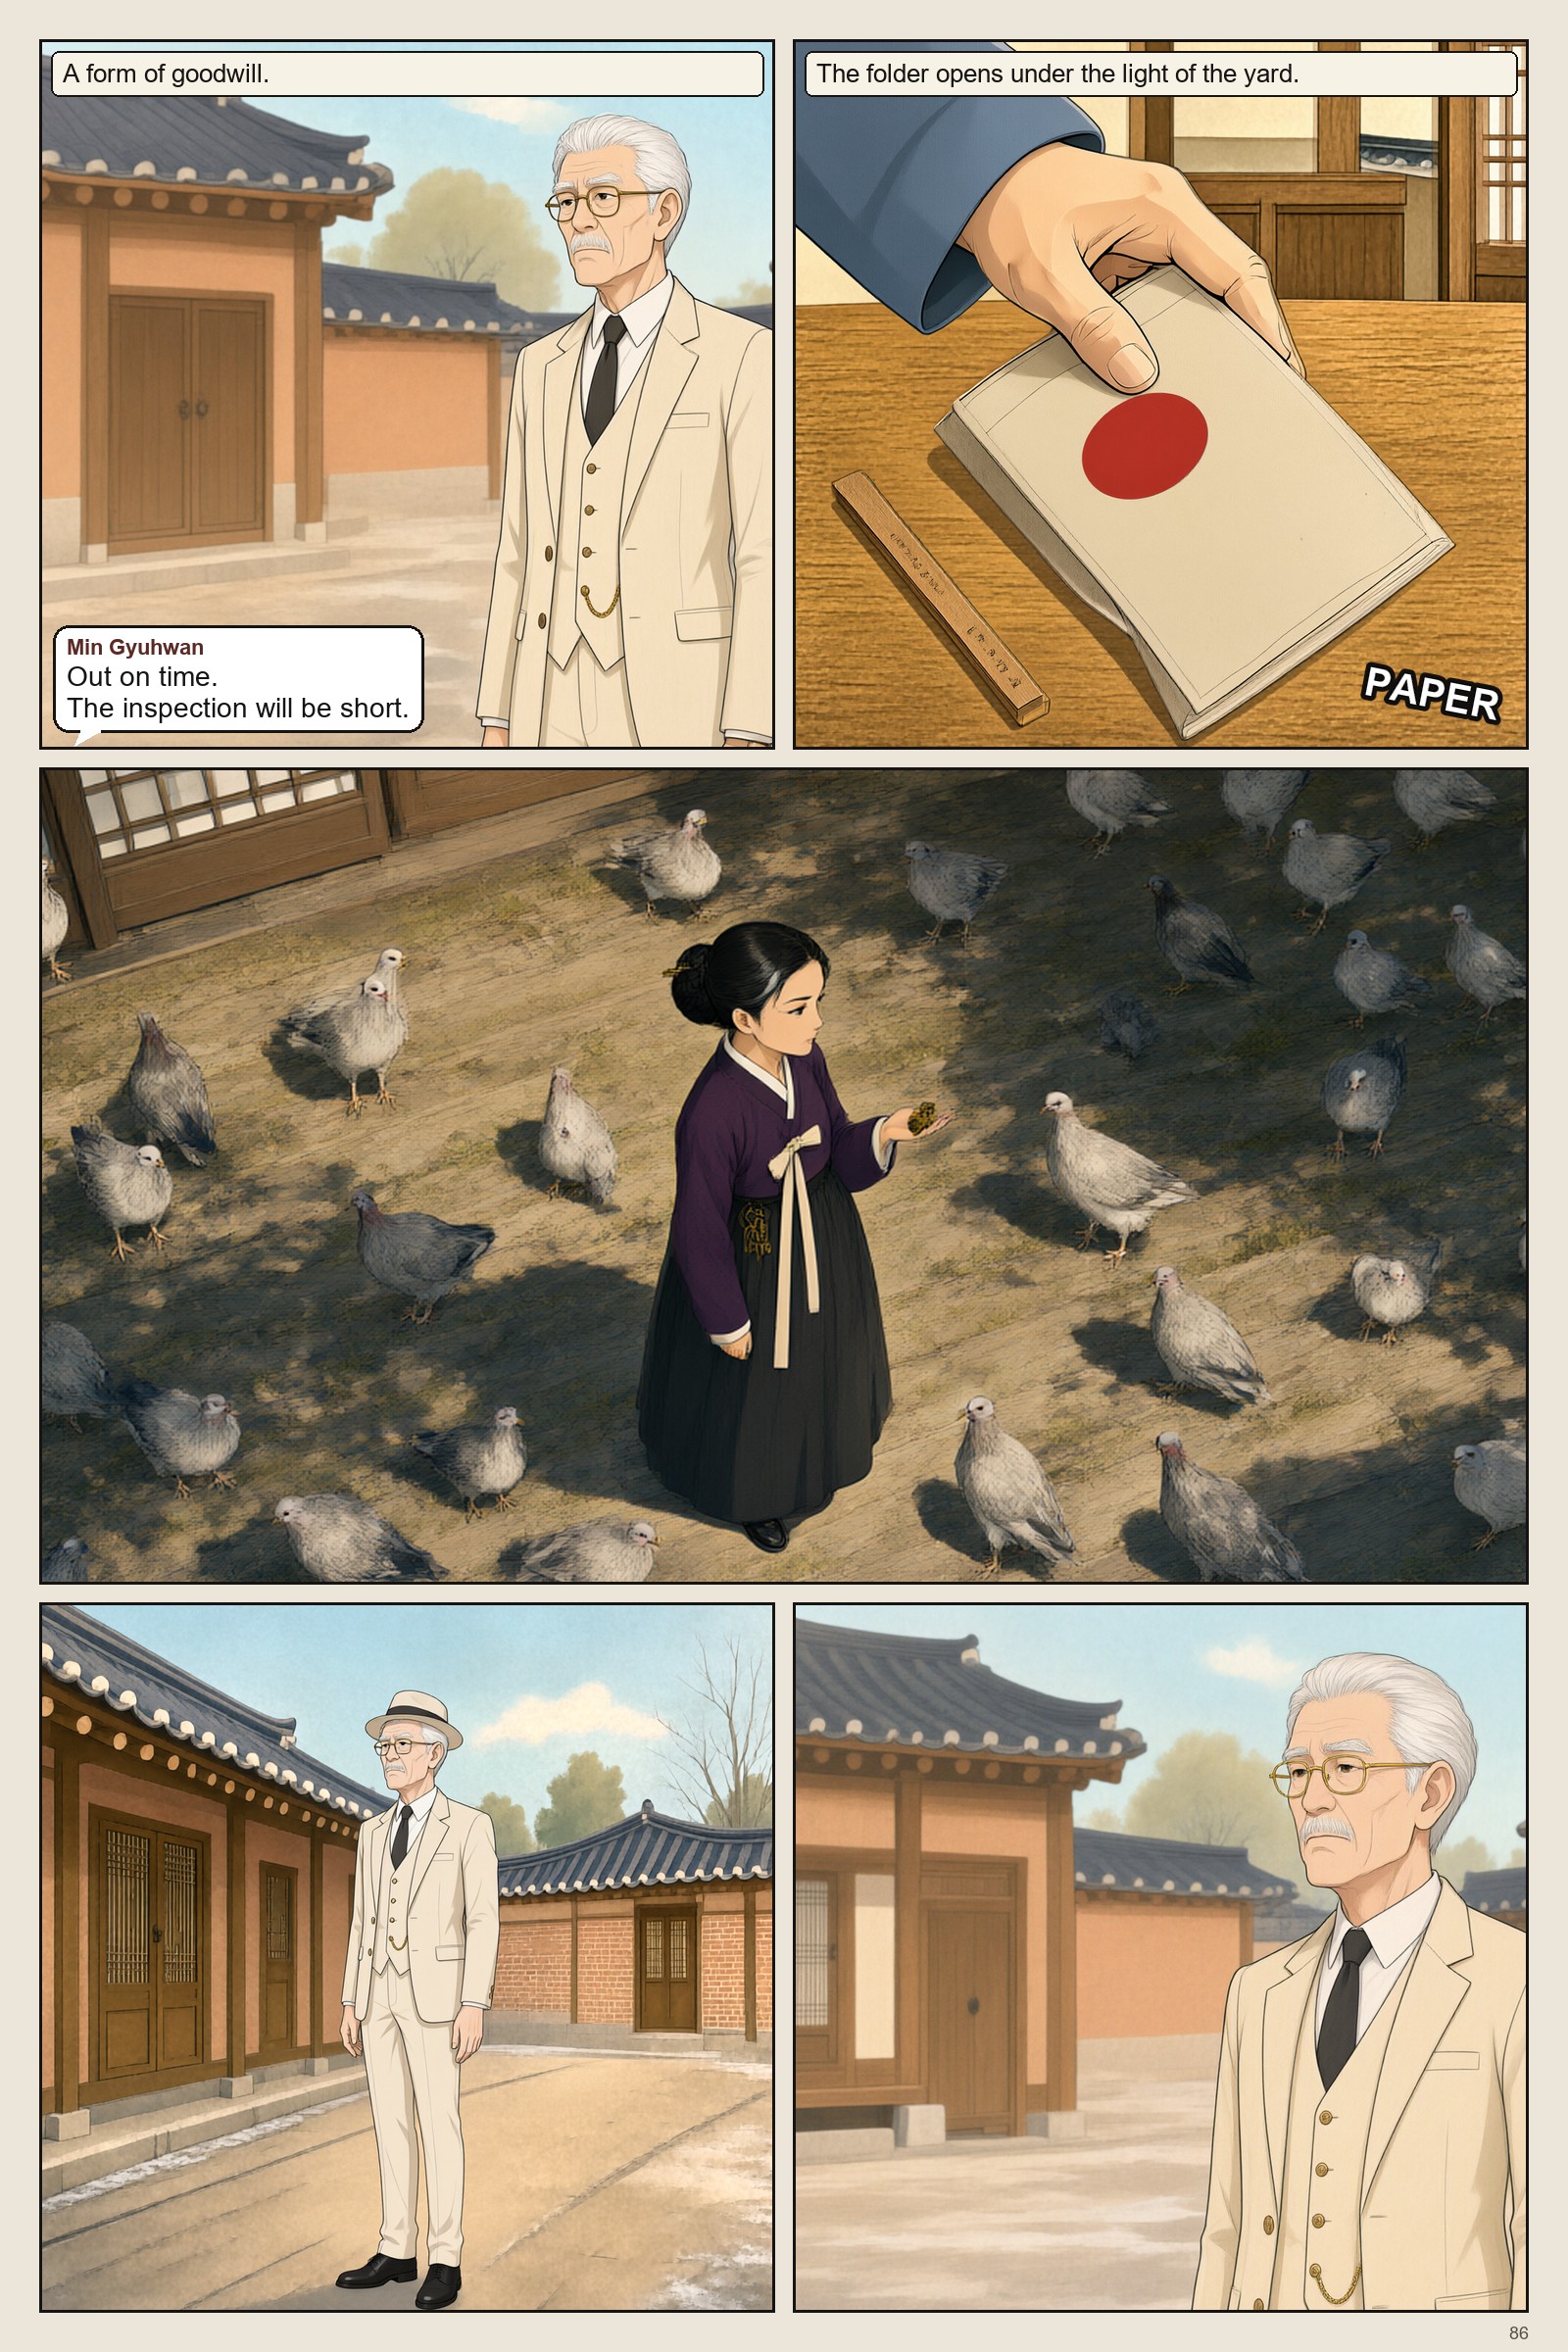 A form of goodwill.
The folder opens under the light of the yard.
Min Gyuhwan
Out on time.
The inspection will be short.
PAPER
86